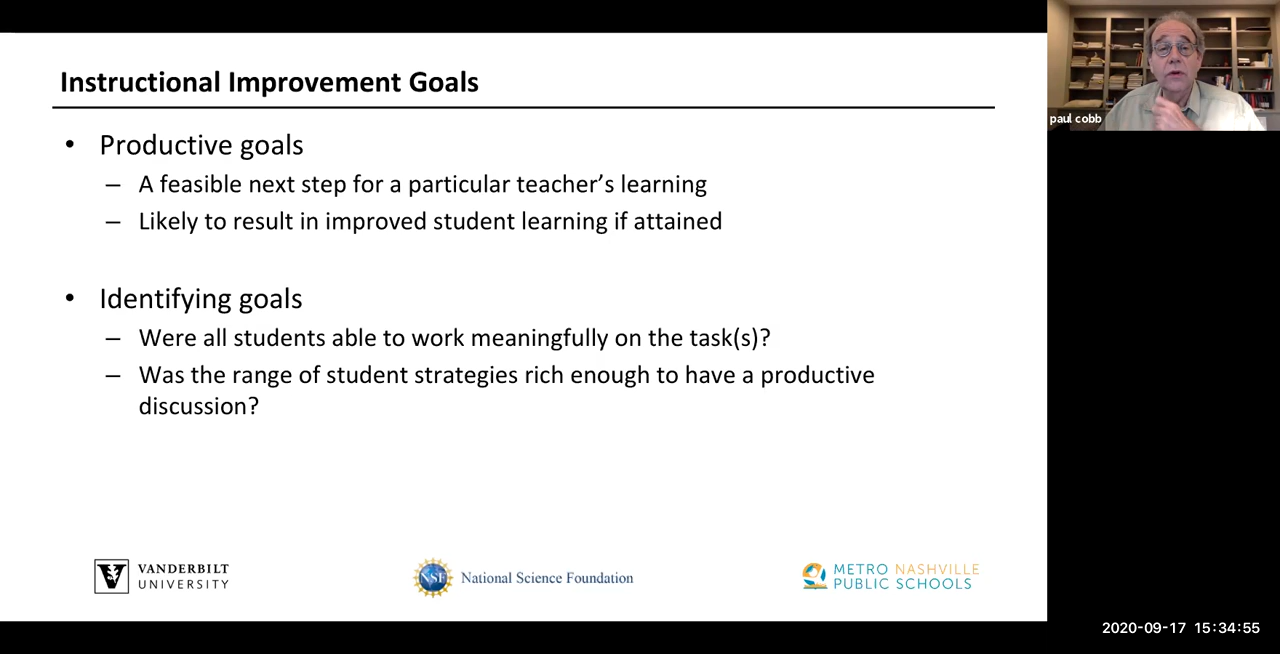 Instructional Improvement Goals
• Productive goals
– A feasible next step for a particular teacher’s learning
– Likely to result in improved student learning if attained
• Identifying goals
– Were all students able to work meaningfully on the task(s)?
– Was the range of student strategies rich enough to have a productive
discussion?
V VANDERBILT
UNIVERSITY
NSF National Science Foundation
METRO NASHVILLE
PUBLIC SCHOOLS
paul cobb
2020-09-17 15:34:55